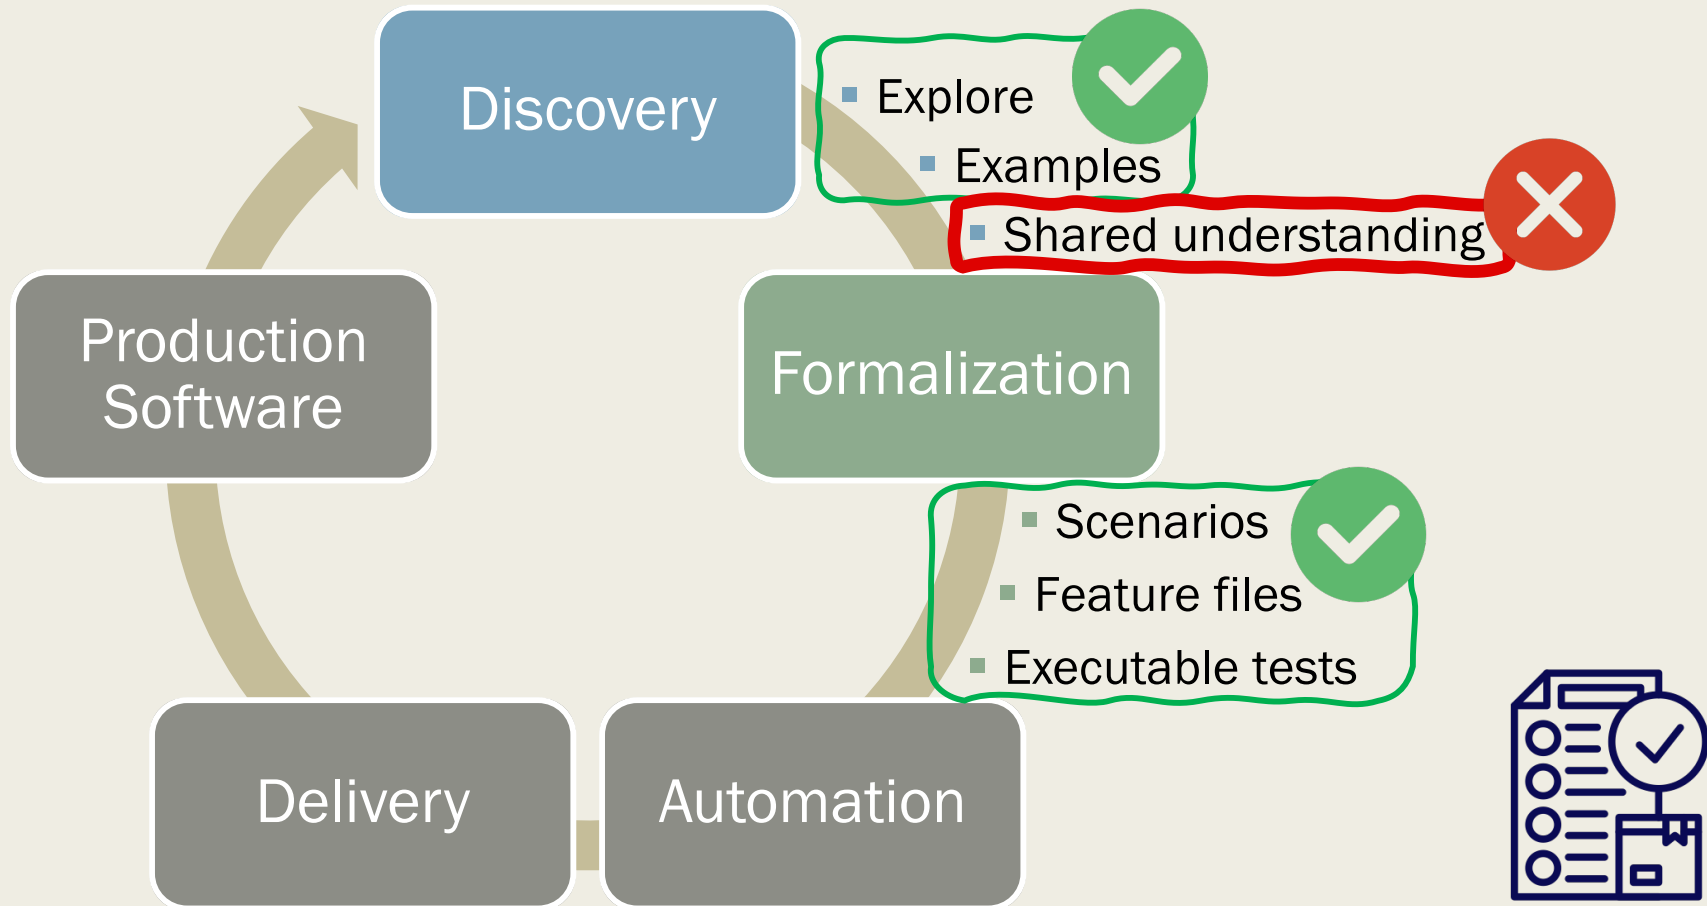 Discovery
Explore
Examples
Shared understanding
Formalization
Scenarios
Feature files
Executable tests
Automation
Delivery
Production
Software